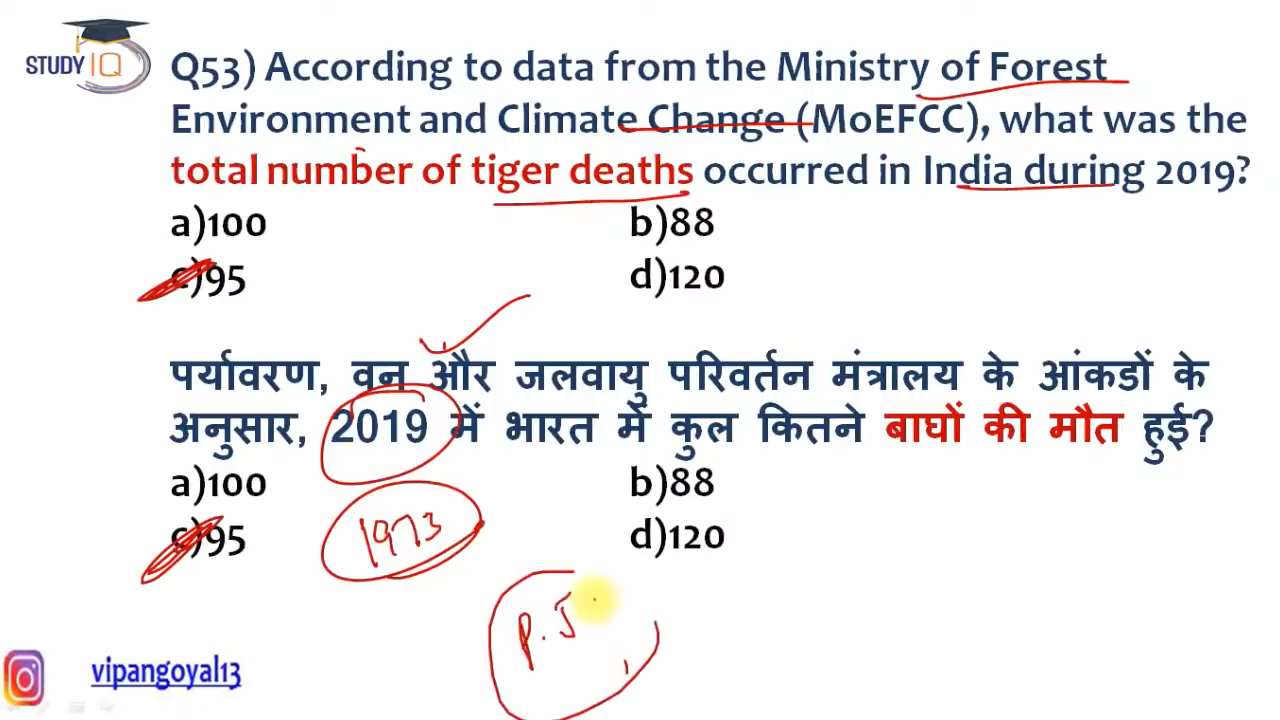 STUDY IQ
Q53) According to data from the Ministry of Forest
Environment and Climate Change (MoEFCC), what was the
total number of tiger deaths occurred in India during 2019?
a)100 b)88
c)95 d)120
पर्यावरण, वन और जलवायु परिवर्तन मंत्रालय के आंकडों के
अनुसार, 2019 में भारत में कुल कितने बाघों की मौत हुई?
a)100 b)88
c)95 d)120
1973
P.J
vipangoyal13